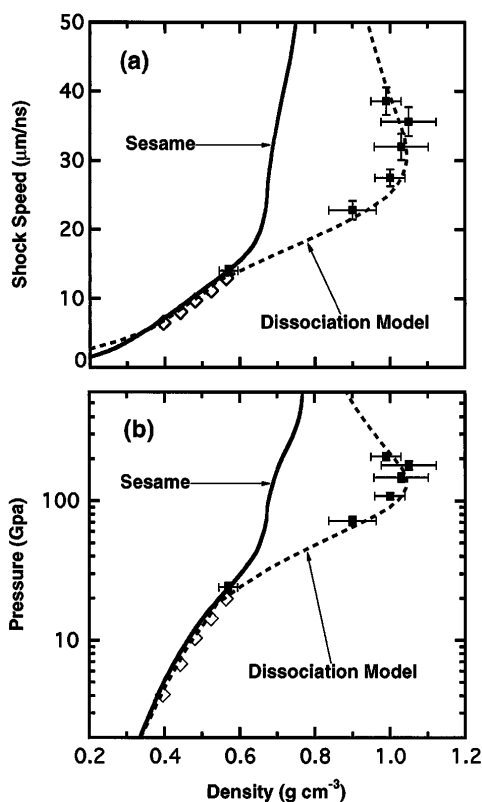 50
(a)
40
Sesame
30
Shock Speed (μm/ns)
20
10
Dissociation Model
0
(b)
Sesame
100
Pressure (Gpa)
10
Dissociation Model
0.2 0.4 0.6 0.8 1.0 1.2
Density (g cm⁻³)